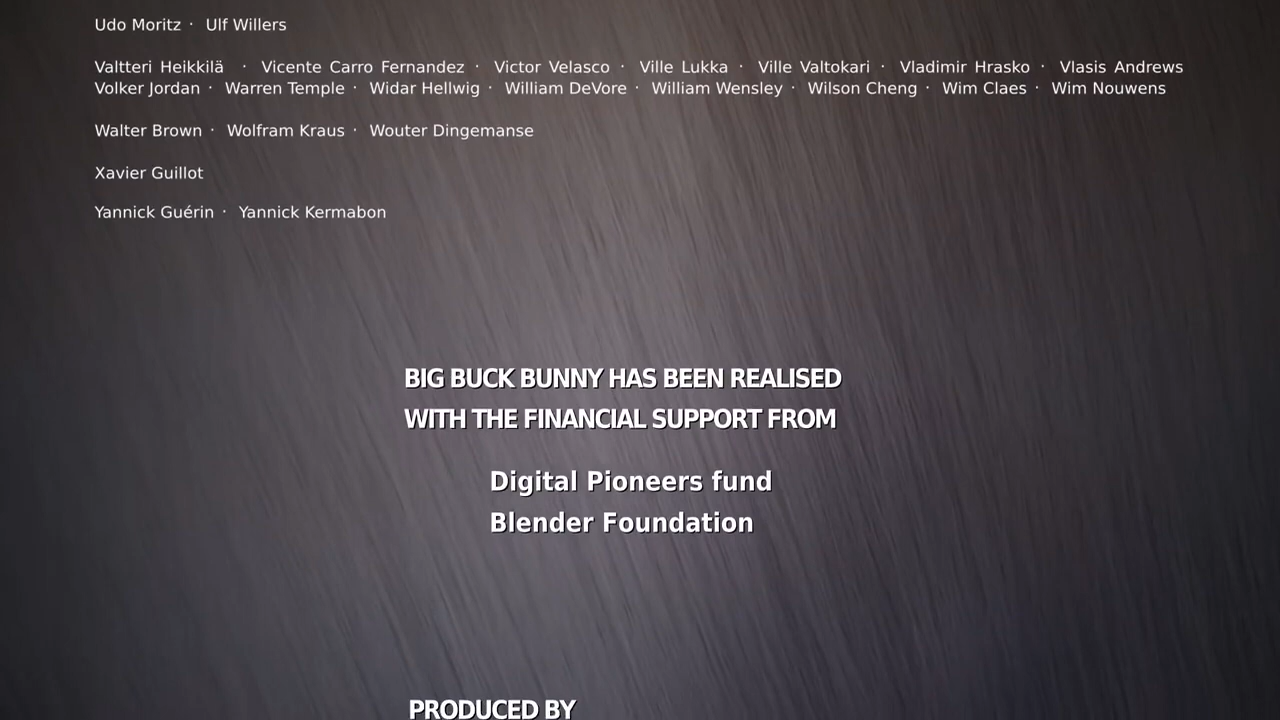 Udo Moritz · Ulf Willers
Valtteri Heikkilä · Vicente Carro Fernandez · Victor Velasco · Ville Lukka · Ville Valtokari · Vladimir Hrasko · Vlasis Andrews
Volker Jordan · Warren Temple · Widar Hellwig · William DeVore · William Wensley · Wilson Cheng · Wim Claes · Wim Nouwens
Walter Brown · Wolfram Kraus · Wouter Dingemanse
Xavier Guillot
Yannick Guérin · Yannick Kermabon
BIG BUCK BUNNY HAS BEEN REALISED
WITH THE FINANCIAL SUPPORT FROM
Digital Pioneers fund
Blender Foundation
PRODUCED BY